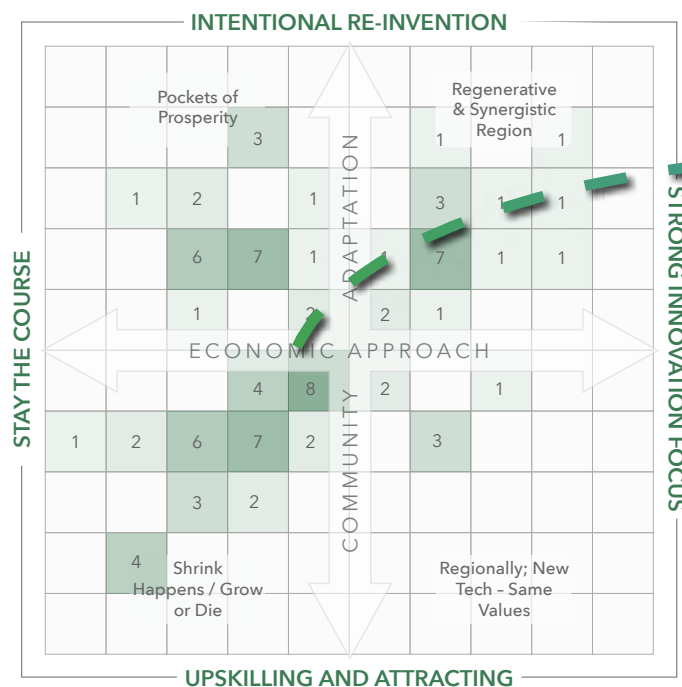 INTENTIONAL RE-INVENTION
Pockets of
Prosperity
Regenerative
& Synergistic
Region
3 1 1
1 2 1 3 1 1
6 7 1 1 7 1 1
1 2 2 1
STAY THE COURSE
ECONOMIC APPROACH
STRONG INNOVATION FOCUS
COMMUNITY ADAPTATION
4 8 2 1
1 2 6 7 2 3
3 2
4
Shrink
Happens / Grow
or Die
Regionally; New
Tech – Same
Values
UPSKILLING AND ATTRACTING